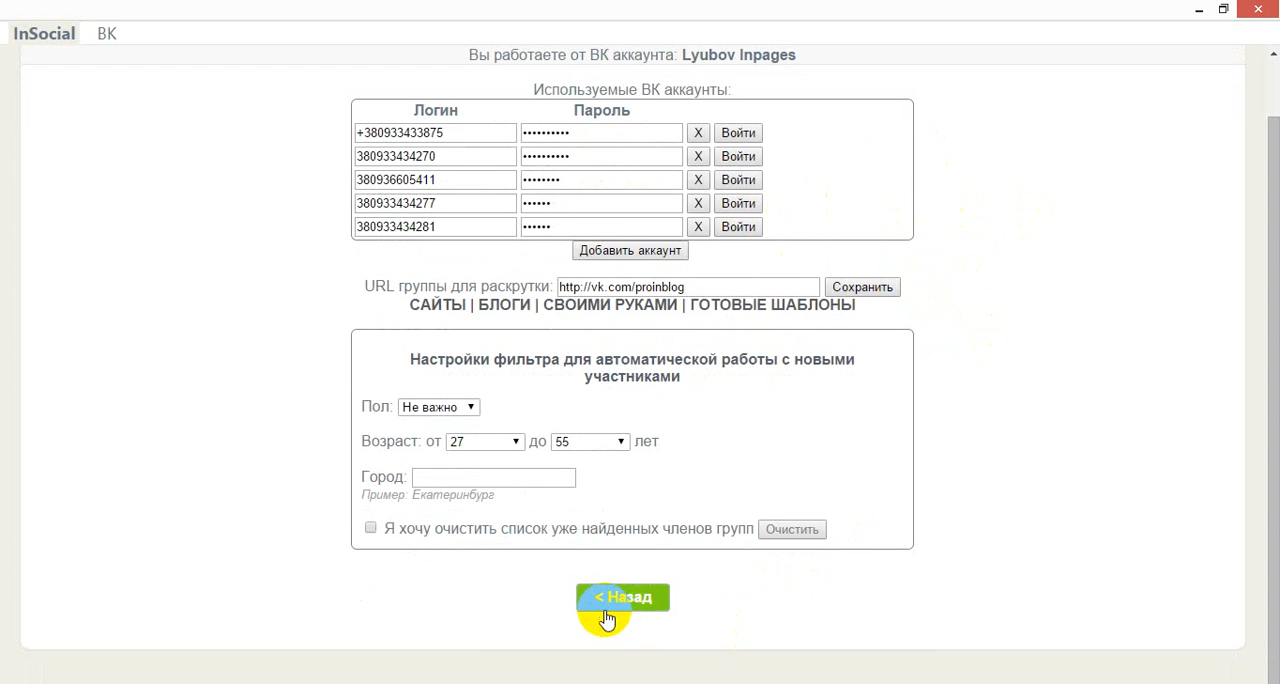 InSocial ВК
Вы работаете от ВК аккаунта: Lyubov Inpages
Используемые ВК аккаунты:
Логин Пароль
+380933433875 •••••••••• X Войти
380933434270 •••••••••• X Войти
380936605411 •••••••• X Войти
380933434277 •••••• X Войти
380933434281 •••••• X Войти
Добавить аккаунт
URL группы для раскрутки: http://vk.com/proinblog Сохранить
САЙТЫ | БЛОГИ | СВОИМИ РУКАМИ | ГОТОВЫЕ ШАБЛОНЫ
Настройки фильтра для автоматической работы с новыми
участниками
Пол: Не важно
Возраст: от 27 до 55 лет
Город:
Пример: Екатеринбург
Я хочу очистить список уже найденных членов групп Очистить
< Назад